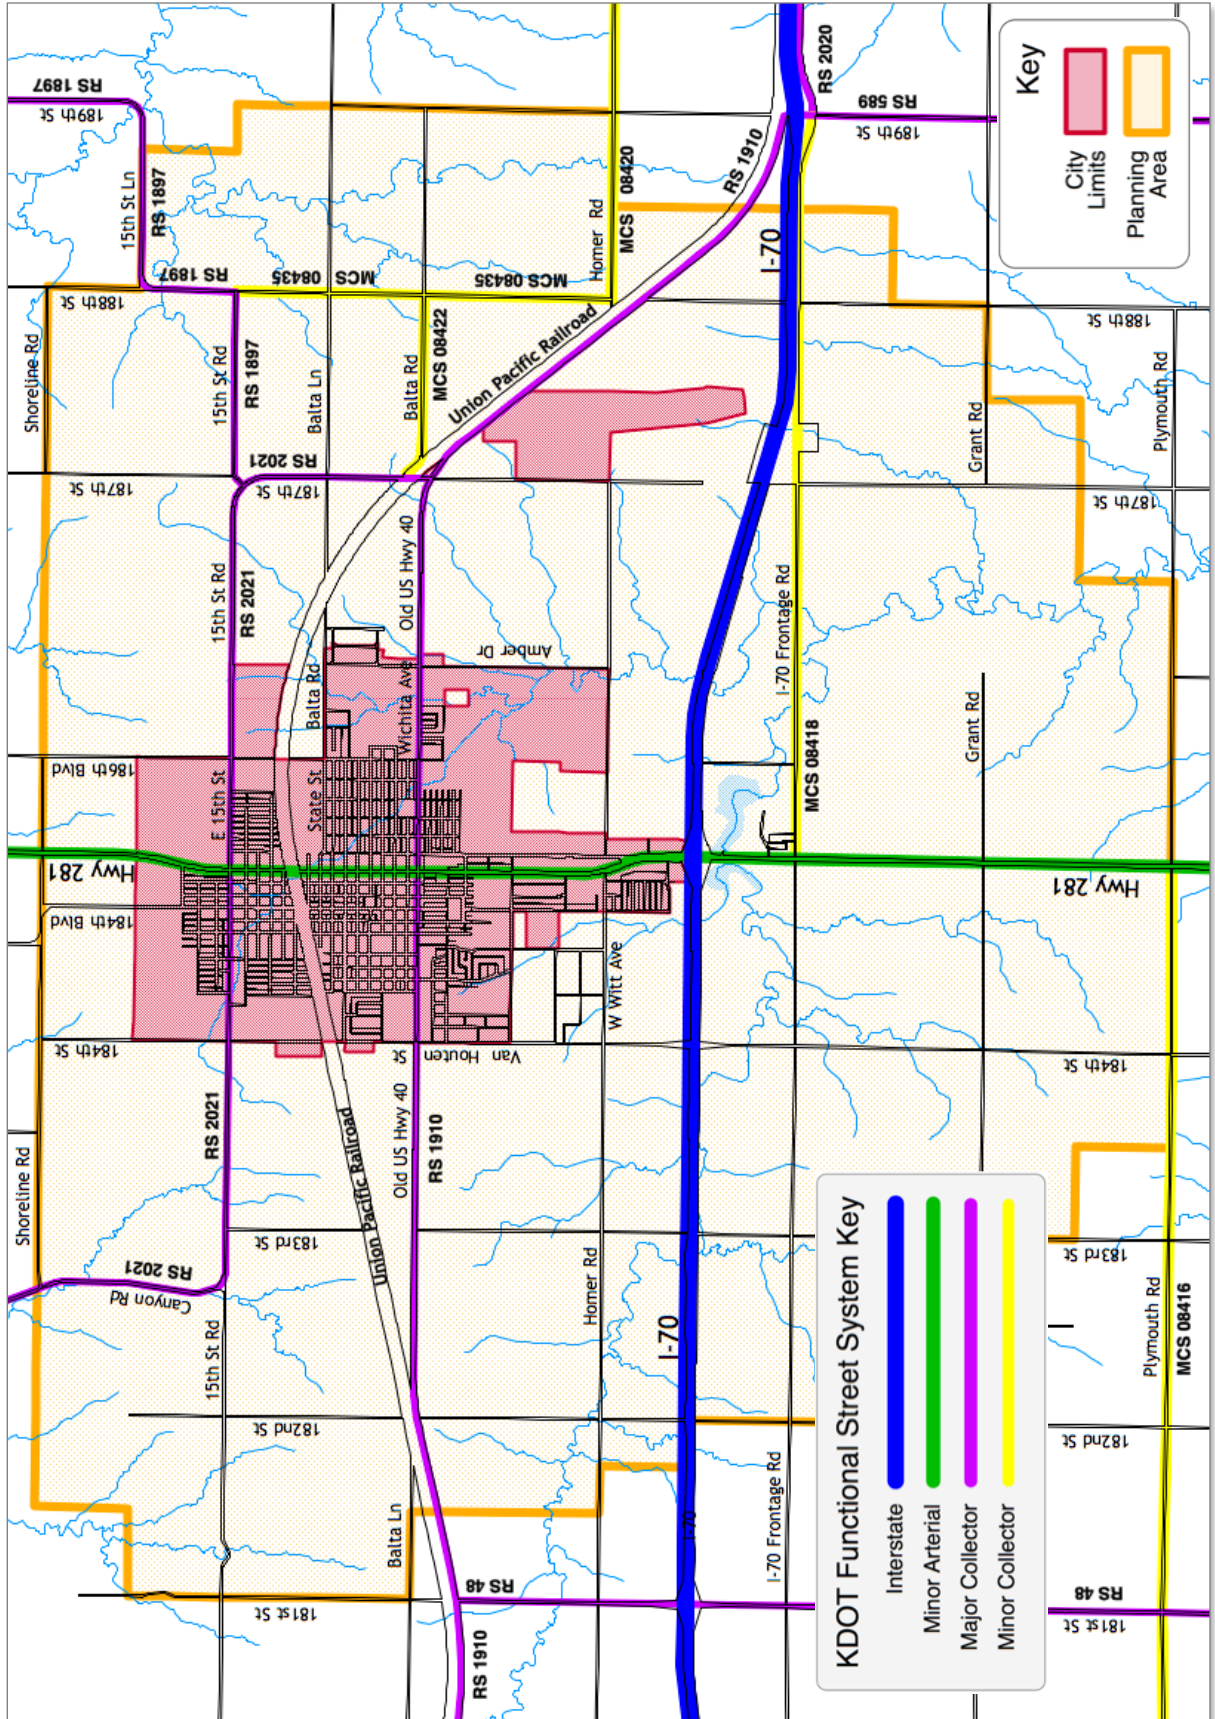 RS 1897
189th St
15th St Ln
RS 1897
RS 1897
188th St
Shoreline Rd
15th St Rd
RS 1897
MCS 08435
MCS 08435
Balta Ln
Balta Rd
MCS 08422
Homer Rd
MCS 08420
RS 1910
RS 2020
RS 589
189th St
I-70
Union Pacific Railroad
188th St
Plymouth Rd
Grant Rd
187th St
RS 2021
187th St
187th St
15th St Rd
RS 2021
Old US Hwy 40
Amber Dr
I-70 Frontage Rd
MCS 08418
Grant Rd
Balta Rd
Wichita Ave
186th Blvd
E 15th St
State St
Hwy 281
Hwy 281
184th Blvd
W Witt Ave
184th St
Van Houten St
184th St
RS 2021
Old US Hwy 40
RS 1910
Union Pacific Railroad
Shoreline Rd
183rd St
183rd St
RS 2021
Canyon Rd
15th St Rd
Homer Rd
I-70
Plymouth Rd
MCS 08416
182nd St
182nd St
I-70 Frontage Rd
Balta Ln
I-70
181st St
RS 48
RS 48
181st St
RS 1910
Key
City
Limits
Planning
Area
KDOT Functional Street System Key
Interstate
Minor Arterial
Major Collector
Minor Collector